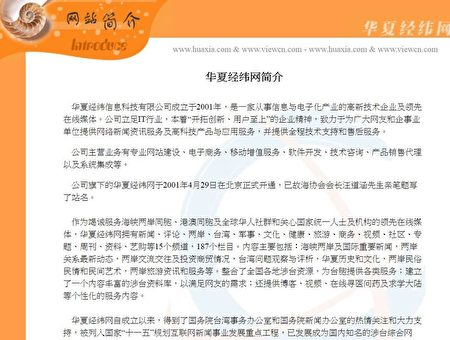 网站简介
Introduce
华夏经纬网
www.huaxia.com & www.viewcn.com www.huaxia.com & www.viewcn.com
华夏经纬网简介
华夏经纬信息科技有限公司成立于2001年，是一家从事信息与电子化产业的高新技术企业及领先
在线媒体。公司立足IT行业，本着“开拓创新、用户至上”的企业精神，致力于为广大网友和企事业
单位提供网络新闻资讯服务及高科技产品与应用服务，并提供全程技术支持和售后服务。
公司主营业务有专业网站建设、电子商务、移动增值服务、软件开发、技术咨询、产品销售代理
以及系统集成等。
公司旗下的华夏经纬网于2001年4月29日在北京正式开通，已故海协会会长汪道涵先生亲笔题写
了站名。
作为竭诚服务海峡两岸同胞、港澳同胞及全球华人社群和关心国家统一人士及机构的领先在线媒
体，华夏经纬网拥有新闻、评论、两岸、台湾、军事、文化、健康、旅游、商务、视频、社区、专
题、周刊、资料、艺购等15个频道，187个栏目。内容主要包括：海峡两岸及国际重要新闻，两岸
关系最新动态，两岸交流交往及投资商贸情况，台湾问题观察与评析，华夏历史和文化，两岸民俗
民情和民间艺术，两岸旅游资讯和服务等。整合了全国各地涉台资源，为台胞提供各类服务；建立
了一个内容丰富的涉台资料库，以满足网友的需求；还提供博客、视频、在线寻医问药及求学大陆
等个性化的服务内容。
华夏经纬网自成立以来，得到了国务院台湾事务办公室和国务院新闻办公室的热情关注和大力支
持，被列入国家“十一五”规划互联网新闻事业发展重点工程，已发展成为国内知名的涉台综合网